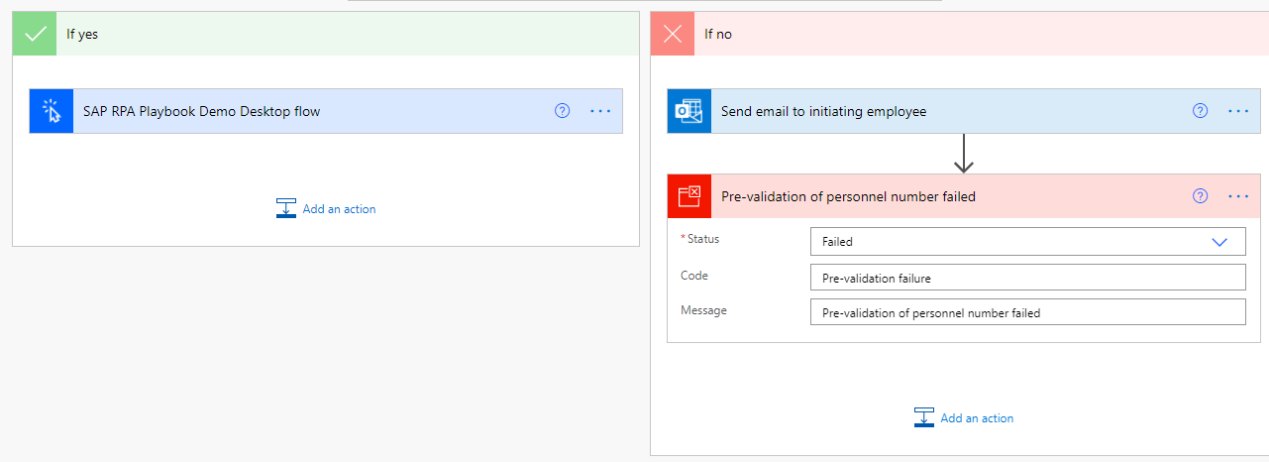 If yes
SAP RPA Playbook Demo Desktop flow
Add an action
If no
Send email to initiating employee
Pre-validation of personnel number failed
* Status
Failed
Code
Pre-validation failure
Message
Pre-validation of personnel number failed
Add an action